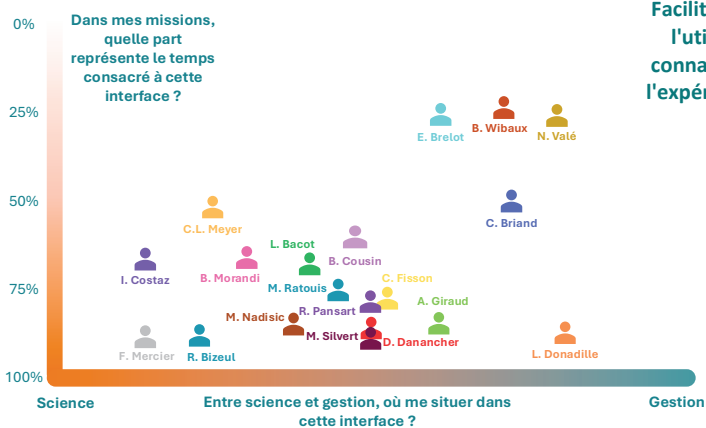 0%
Dans mes missions,
quelle part
représente le temps
consacré à cette
interface ?
Facilit
l'uti
conna
l'expér
25%
E. Brelot
B. Wibaux
N. Valé
50%
C.L. Meyer
C. Briand
L. Bacot
B. Cousin
I. Costaz
B. Morandi
C. Fisson
75%
M. Ratouis
R. Pansart
A. Giraud
M. Nadisic
M. Silvert
D. Danancher
F. Mercier
R. Bizeul
L. Donadille
100%
Science
Entre science et gestion, où me situer dans
cette interface ?
Gestion